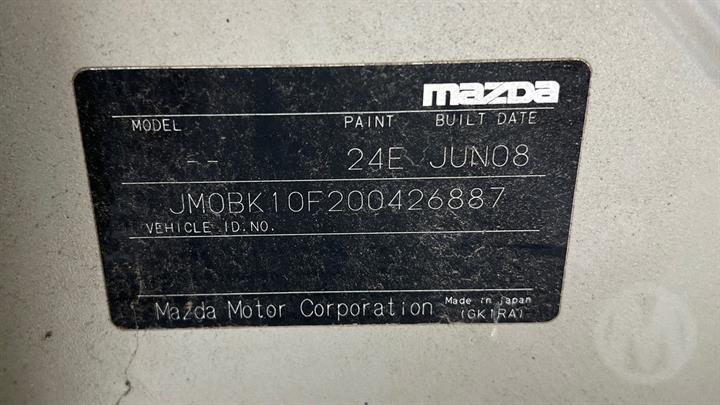 mazda
MODEL PAINT BUILT DATE
-- 24E JUN08
JM0BK10F200426887
VEHICLE ID.NO.
Mazda Motor Corporation Made in Japan
(GK1RA)